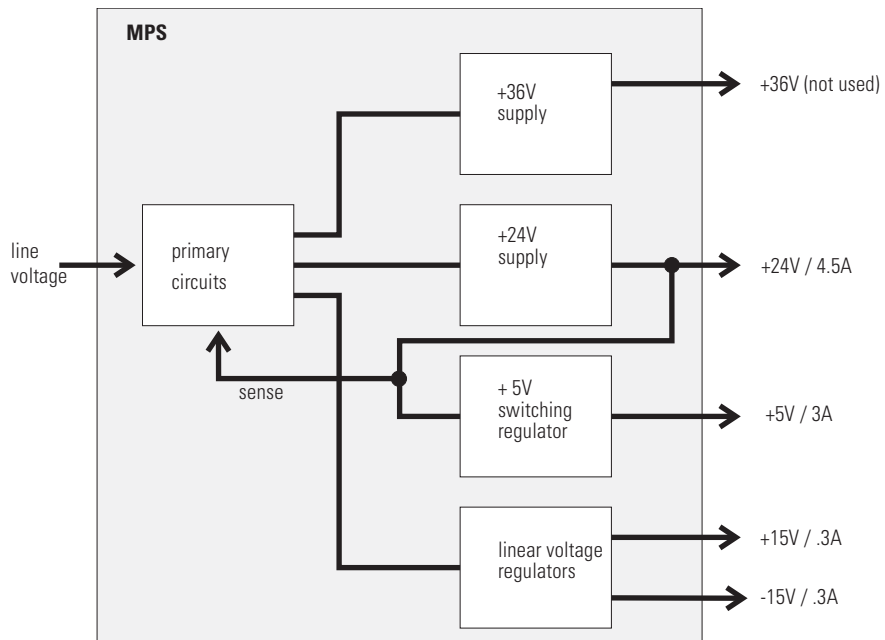 MPS
+36V
supply
+36V (not used)
line
voltage
primary
circuits
+24V
supply
+24V / 4.5A
sense
+ 5V
switching
regulator
+5V / 3A
linear voltage
regulators
+15V / .3A
-15V / .3A